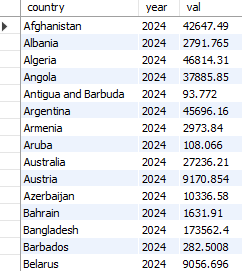 country year val
Afghanistan 2024 42647.49
Albania 2024 2791.765
Algeria 2024 46814.31
Angola 2024 37885.85
Antigua and Barbuda 2024 93.772
Argentina 2024 45696.16
Armenia 2024 2973.84
Aruba 2024 108.066
Australia 2024 27236.21
Austria 2024 9170.854
Azerbaijan 2024 10336.58
Bahrain 2024 1631.91
Bangladesh 2024 173562.4
Barbados 2024 282.5008
Belarus 2024 9056.696